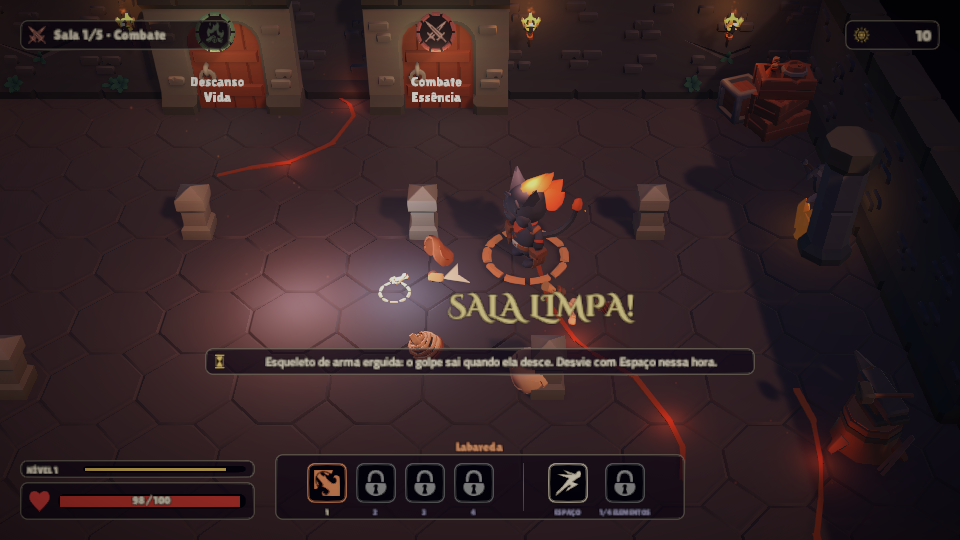 Sala 1/5 - Combate
10
Descanso
Vida
Combate
Essência
SALA LIMPA!
Esqueleto de arma erguida: o golpe sai quando ela desce. Desvie com Espaço nessa hora.
Labareda
NÍVEL 1
98/100
1
2
3
4
ESPAÇO
1/4 ELEMENTOS